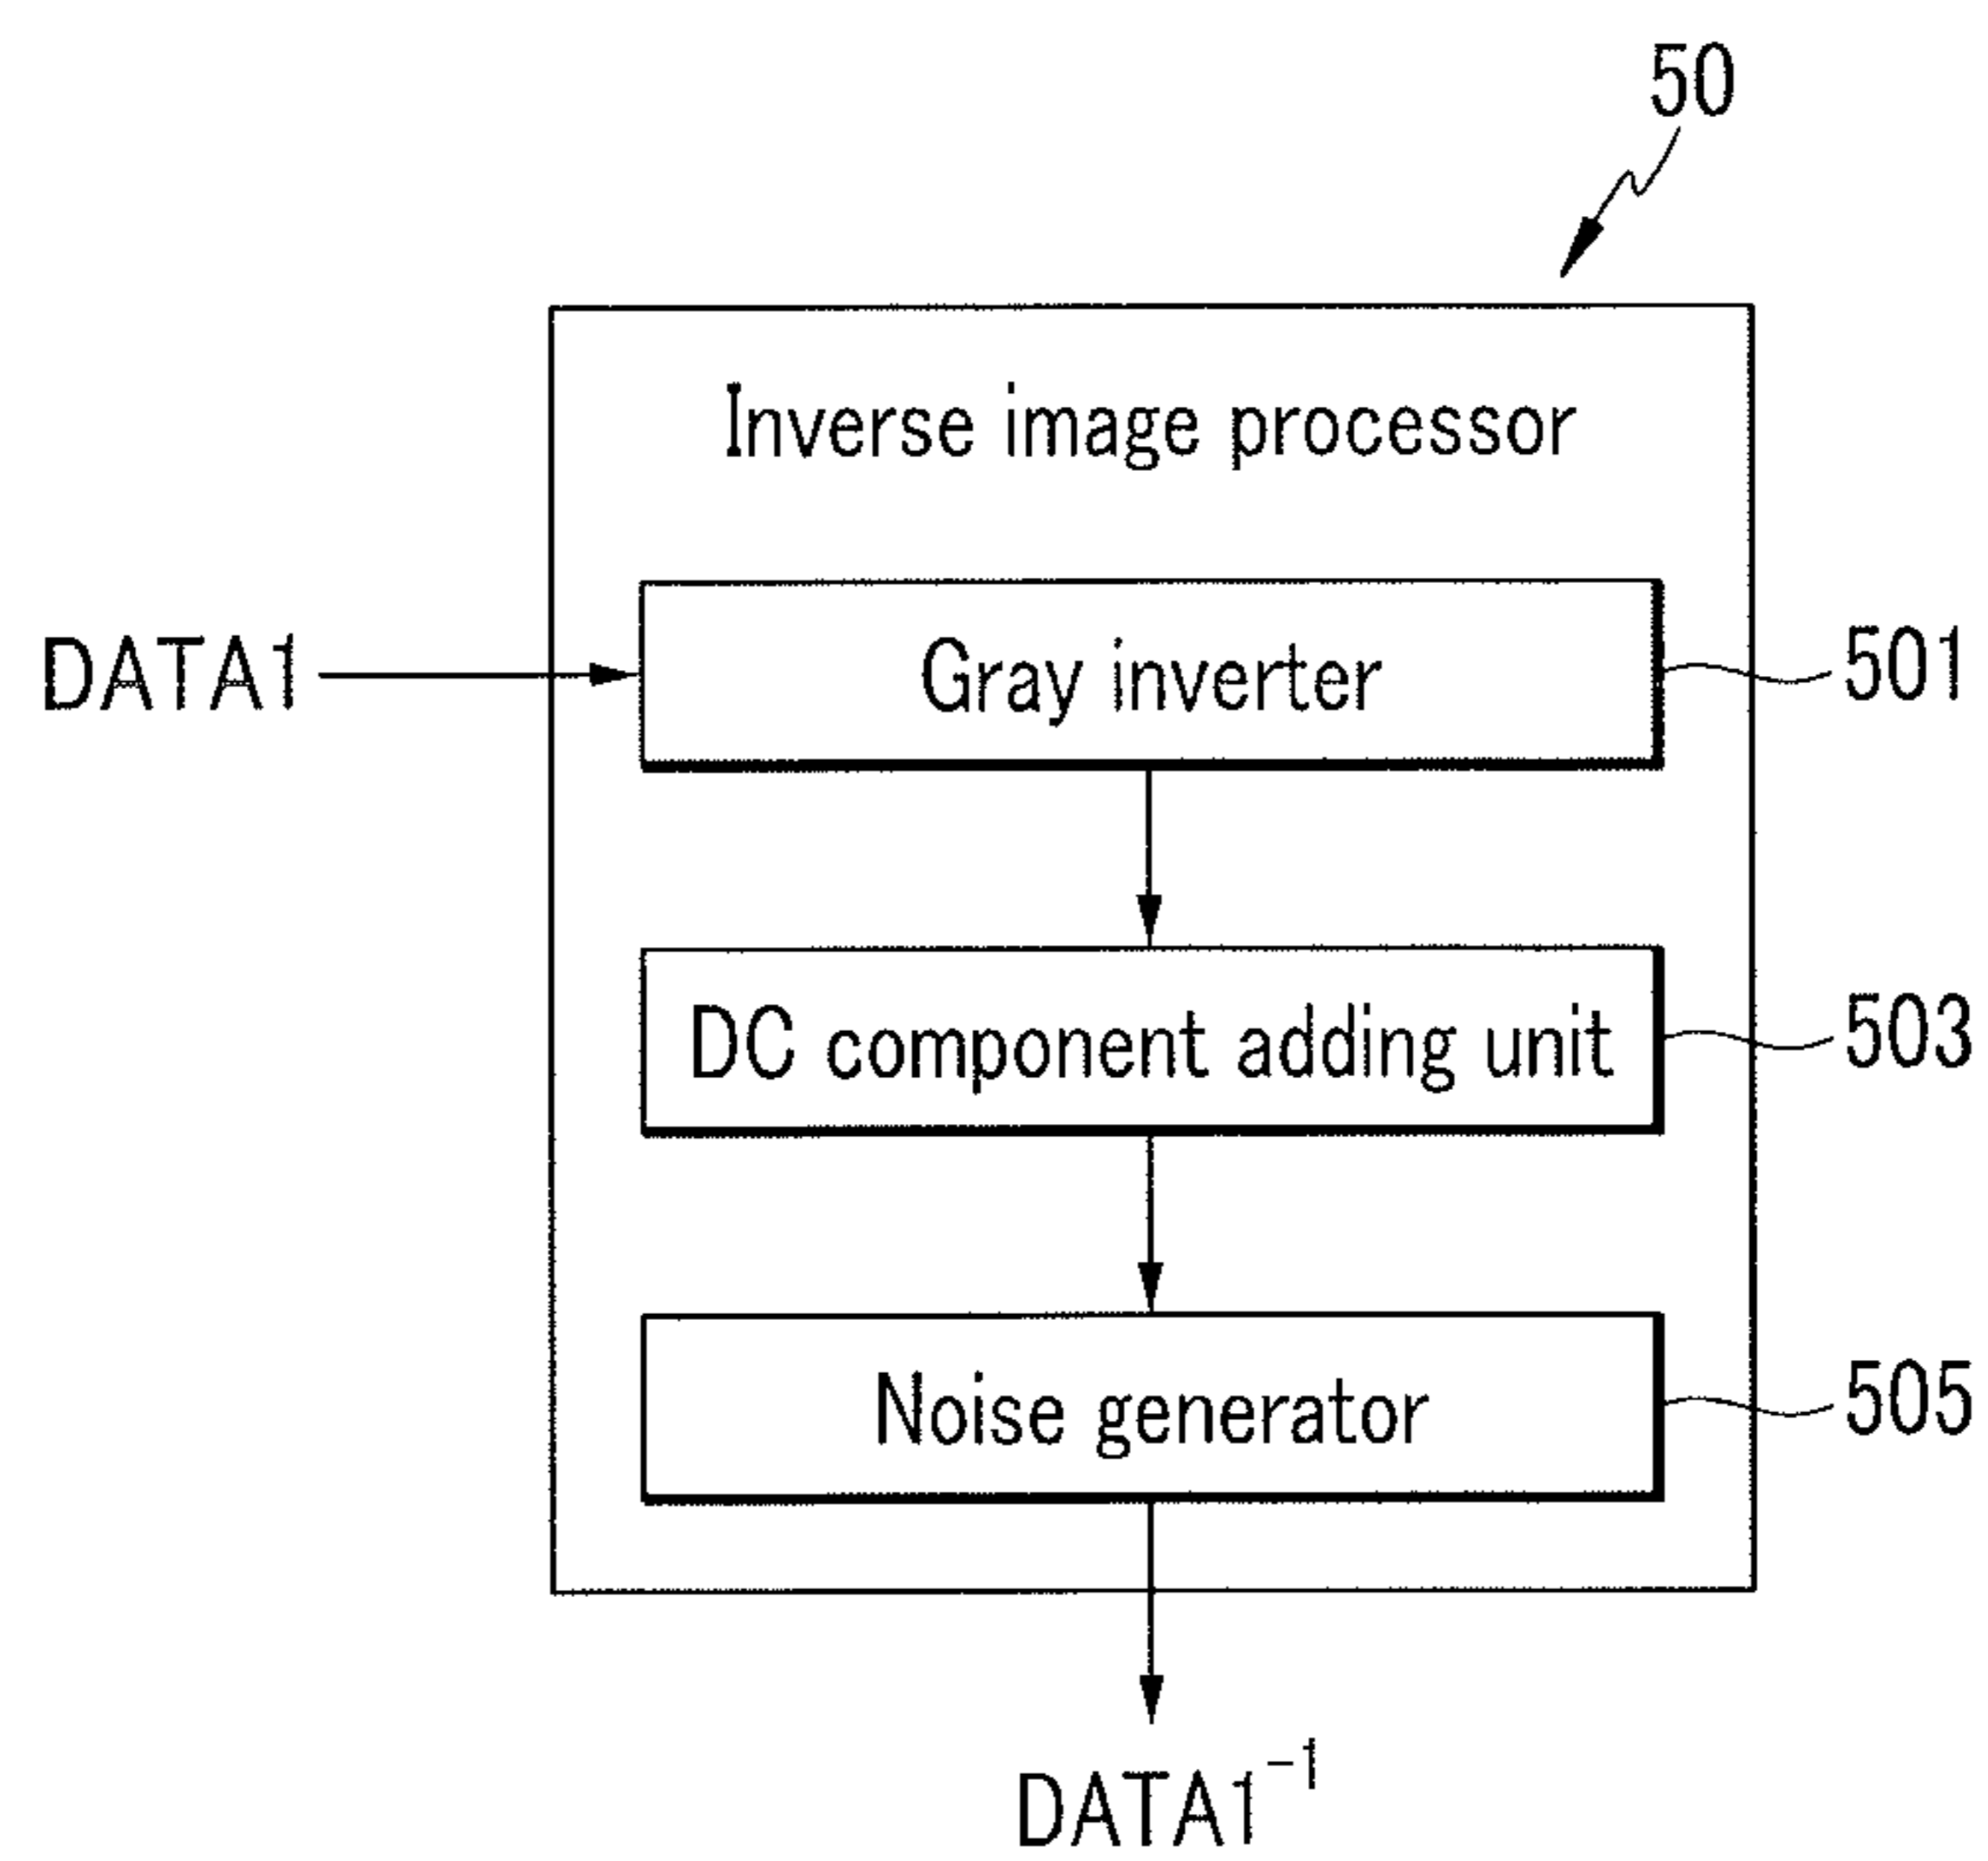 50
Inverse image processor
DATA1
Gray inverter
501
DC component adding unit
503
Noise generator
505
DATA1⁻¹